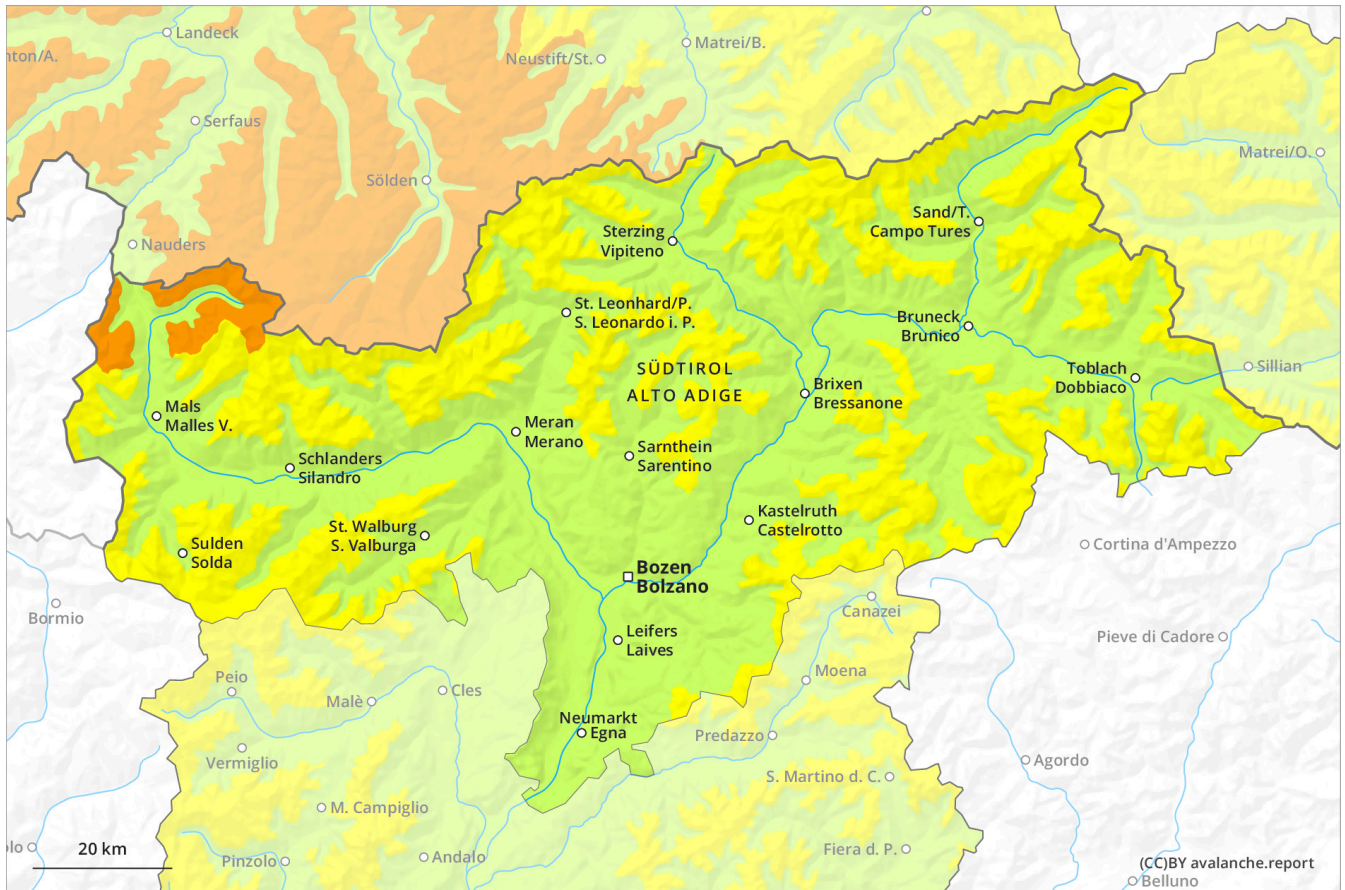 Landeck
Matrei/B.
nton/A.
Neustift/St.
Serfaus
Matrei/O.
Sölden
Sand/T.
Campo Tures
Sterzing
Vipiteno
Nauders
St. Leonhard/P.
S. Leonardo i. P.
Bruneck
Brunico
SÜDTIROL
ALTO ADIGE
Toblach
Dobbiaco
Sillian
Brixen
Bressanone
Mals
Malles V.
Meran
Merano
Sarnthein
Sarentino
Schlanders
Silandro
Kastelruth
Castelrotto
St. Walburg
S. Valburga
Sulden
Solda
Cortina d'Ampezzo
Bozen
Bolzano
Bormio
Canazei
Leifers
Laives
Pieve di Cadore
Peio
Moena
Malè
Cles
Neumarkt
Egna
Predazzo
Vermiglio
Agordo
S. Martino d. C.
M. Campiglio
lo
20 km
Pinzolo
Andalo
Fiera d. P.
(CC)BY avalanche.report
Belluno